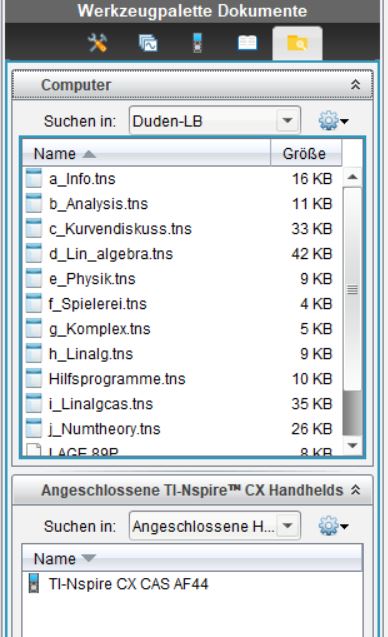 Werkzeugpalette Dokumente
Computer
Suchen in: Duden-LB
Name Größe
a_Info.tns 16 KB
b_Analysis.tns 11 KB
c_Kurvendiskuss.tns 33 KB
d_Lin_algebra.tns 42 KB
e_Physik.tns 9 KB
f_Spielerei.tns 4 KB
g_Komplex.tns 5 KB
h_Linalg.tns 9 KB
Hilfsprogramme.tns 10 KB
i_Linalgcas.tns 35 KB
j_Numtheory.tns 26 KB
LAGE.89P 8 KB
Angeschlossene TI-Nspire™ CX Handhelds
Suchen in: Angeschlossene H...
Name
TI-Nspire CX CAS AF44